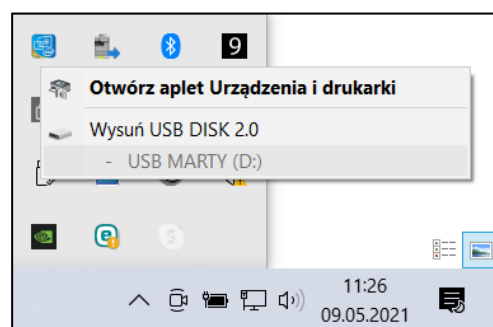 9
Otwórz aplet Urządzenia i drukarki
Wysuń USB DISK 2.0
- USB MARTY (D:)
11:26
09.05.2021